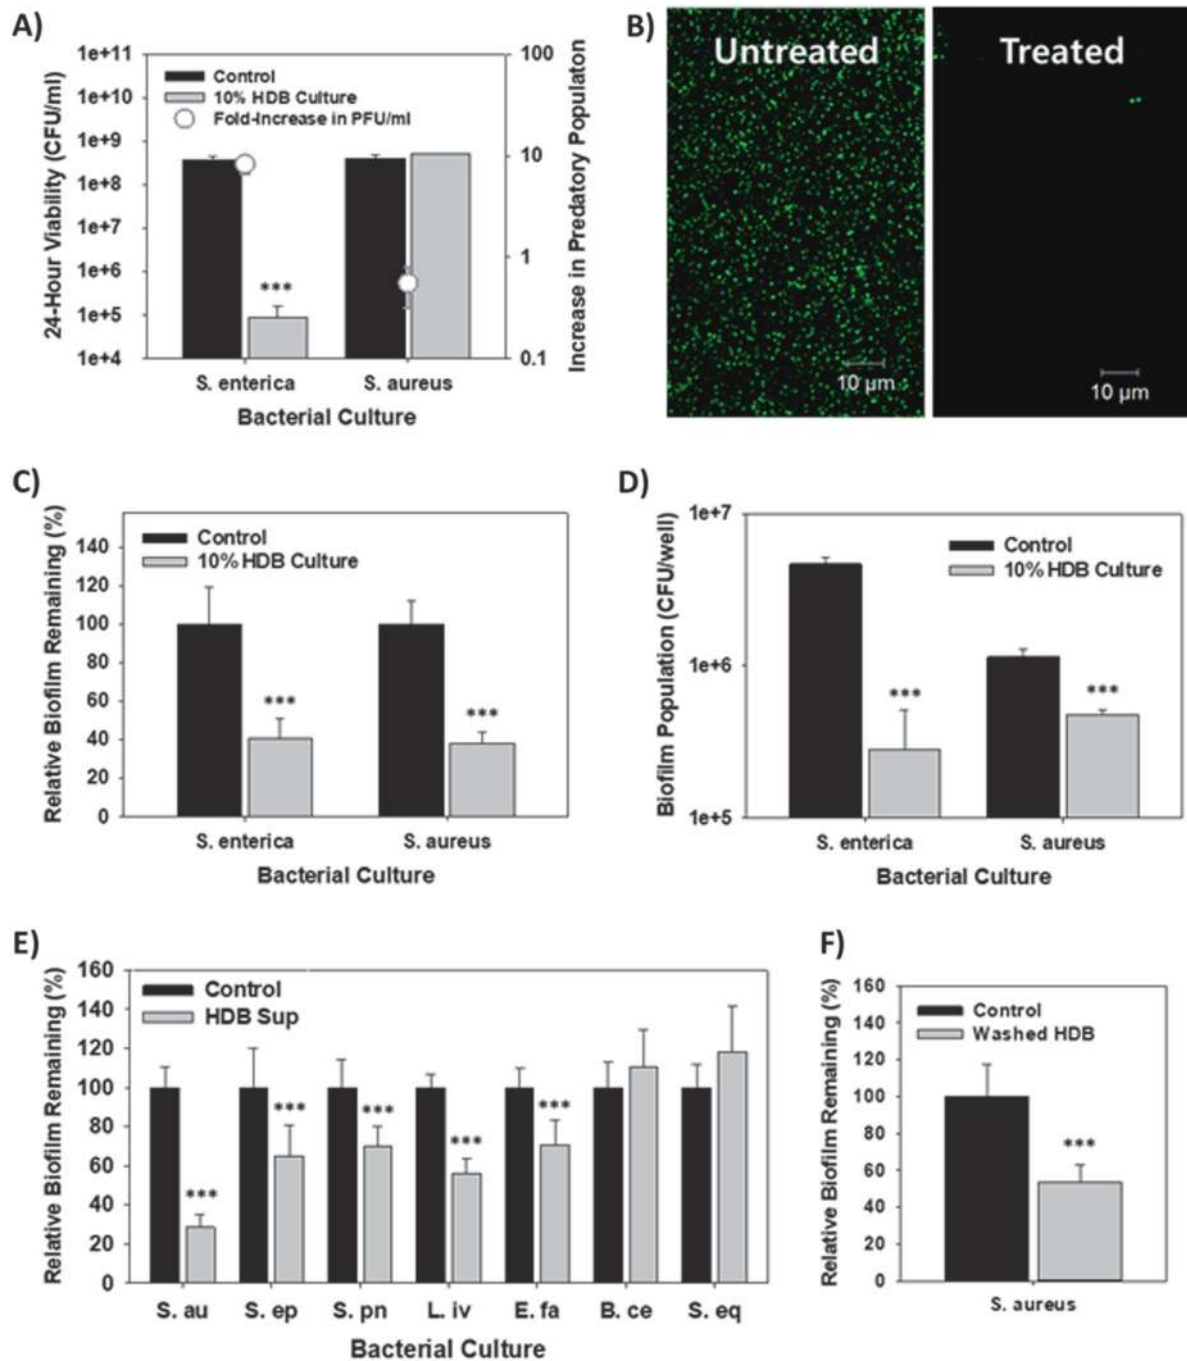 A)
24-Hour Viability (CFU/ml)
1e+11
1e+10
1e+9
1e+8
1e+7
1e+6
1e+5
1e+4
Control
10% HDB Culture
Fold-Increase in PFU/ml
***
100
10
1
0.1
Increase in Predatory Populaton
S. enterica
S. aureus
Bacterial Culture
B)
Untreated
10 µm
Treated
10 µm
C)
Relative Biofilm Remaining (%)
140
120
100
80
60
40
20
0
Control
10% HDB Culture
***
***
S. enterica
S. aureus
Bacterial Culture
D)
Biofilm Population (CFU/well)
1e+7
1e+6
1e+5
Control
10% HDB Culture
***
***
S. enterica
S. aureus
Bacterial Culture
E)
Relative Biofilm Remaining (%)
160
140
120
100
80
60
40
20
0
Control
HDB Sup
***
***
***
***
***
S. au
S. ep
S. pn
L. iv
E. fa
B. ce
S. eq
Bacterial Culture
F)
Relative Biofilm Remaining (%)
160
140
120
100
80
60
40
20
0
Control
Washed HDB
***
S. aureus